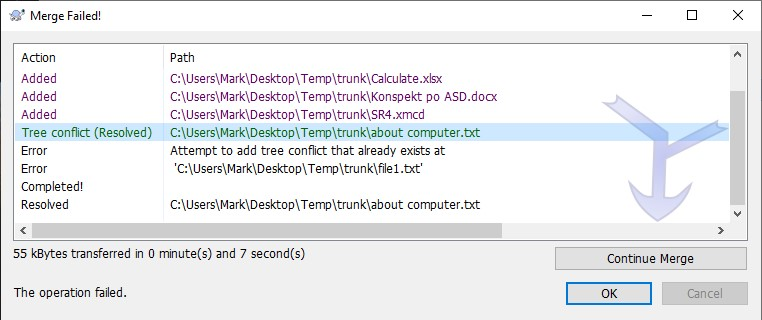 Merge Failed!
Action Path
Added C:\Users\Mark\Desktop\Temp\trunk\Calculate.xlsx
Added C:\Users\Mark\Desktop\Temp\trunk\Konspekt po ASD.docx
Added C:\Users\Mark\Desktop\Temp\trunk\SR4.xmcd
Tree conflict (Resolved) C:\Users\Mark\Desktop\Temp\trunk\about computer.txt
Error Attempt to add tree conflict that already exists at
Error 'C:\Users\Mark\Desktop\Temp\trunk\file1.txt'
Completed!
Resolved C:\Users\Mark\Desktop\Temp\trunk\about computer.txt
55 kBytes transferred in 0 minute(s) and 7 second(s)
Continue Merge
The operation failed.
OK
Cancel